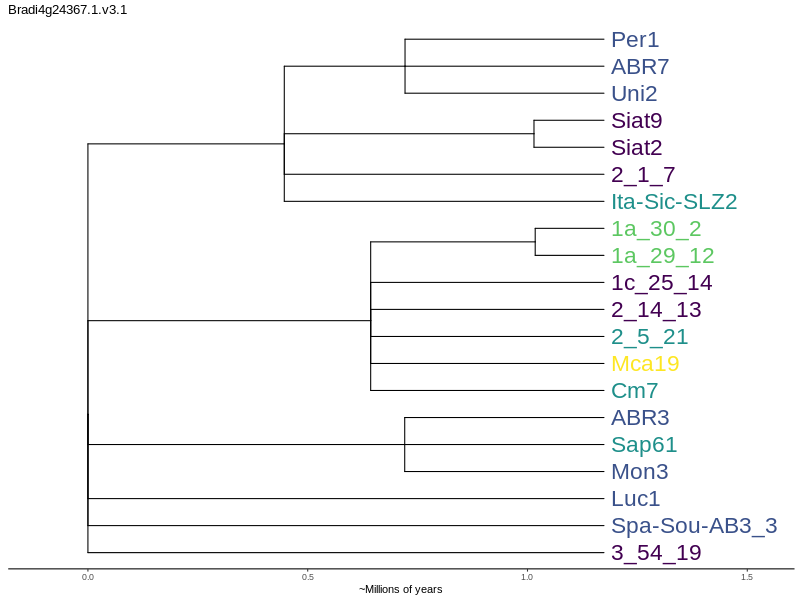 Bradi4g24367.1.v3.1
Per1
ABR7
Uni2
Siat9
Siat2
2_1_7
Ita-Sic-SLZ2
1a_30_2
1a_29_12
1c_25_14
2_14_13
2_5_21
Mca19
Cm7
ABR3
Sap61
Mon3
Luc1
Spa-Sou-AB3_3
3_54_19
0.0 0.5 1.0 1.5
~Millions of years